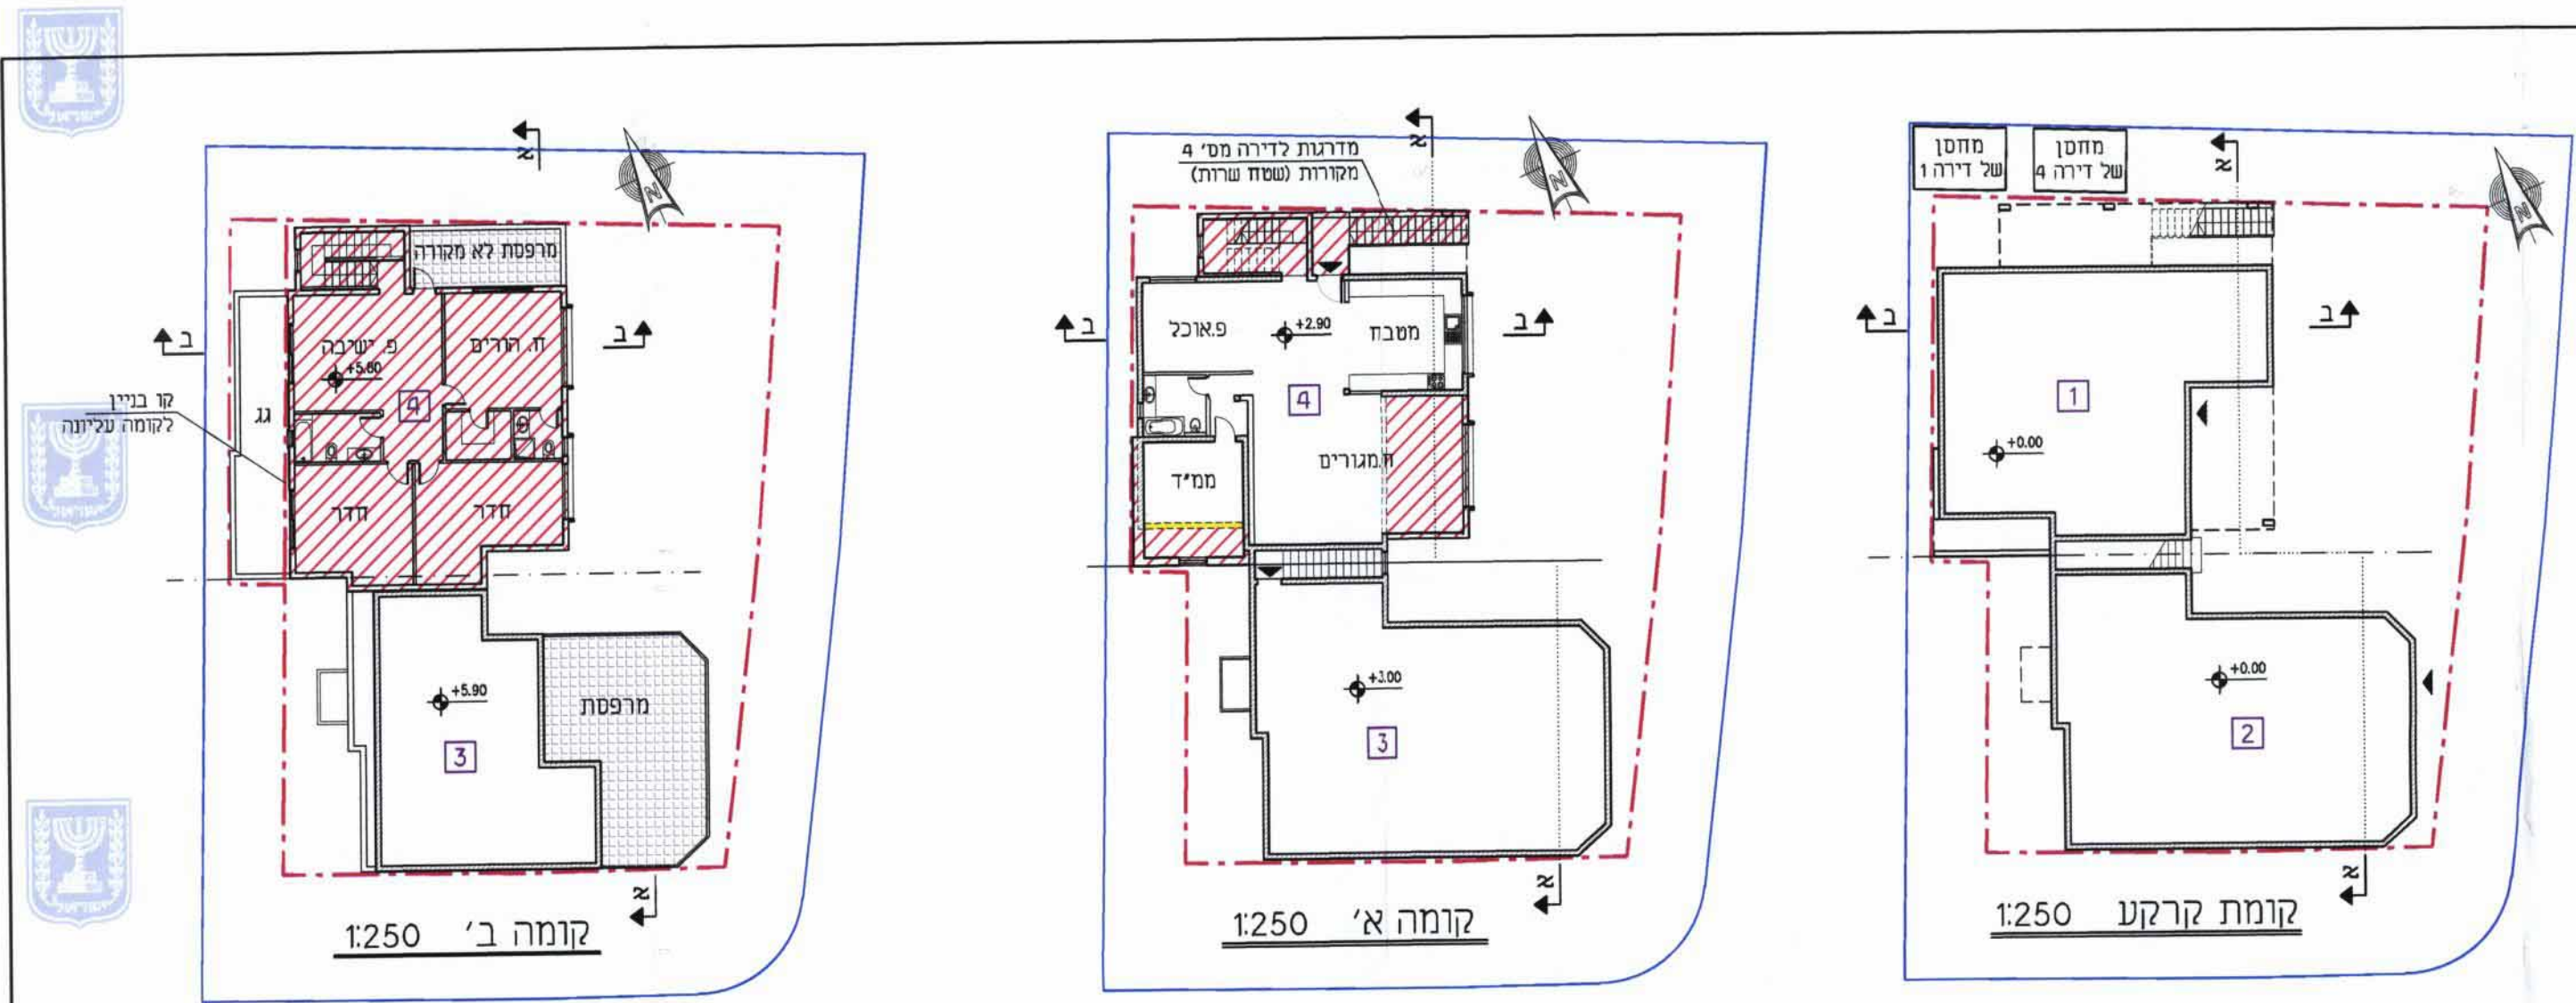 א
מרפסת לא מקורה
N
ב
ב
פ. ישיבה
+5.80
ח. הורים
4
גג
קו בניין
לקומה עליונה
חדר
חדר
+5.90
3
מרפסת
א
קומה ב' 1:250
א
מדרגות לדירה מס' 4
מקורות (שטח שרות)
N
ב
ב
פ.אוכל
+2.90
מטבח
4
ח.מגורים
ממ"ד
+3.00
3
א
קומה א' 1:250
מחסן
של דירה 1
מחסן
של דירה 4
א
N
ב
ב
1
+0.00
+0.00
2
א
קומת קרקע 1:250